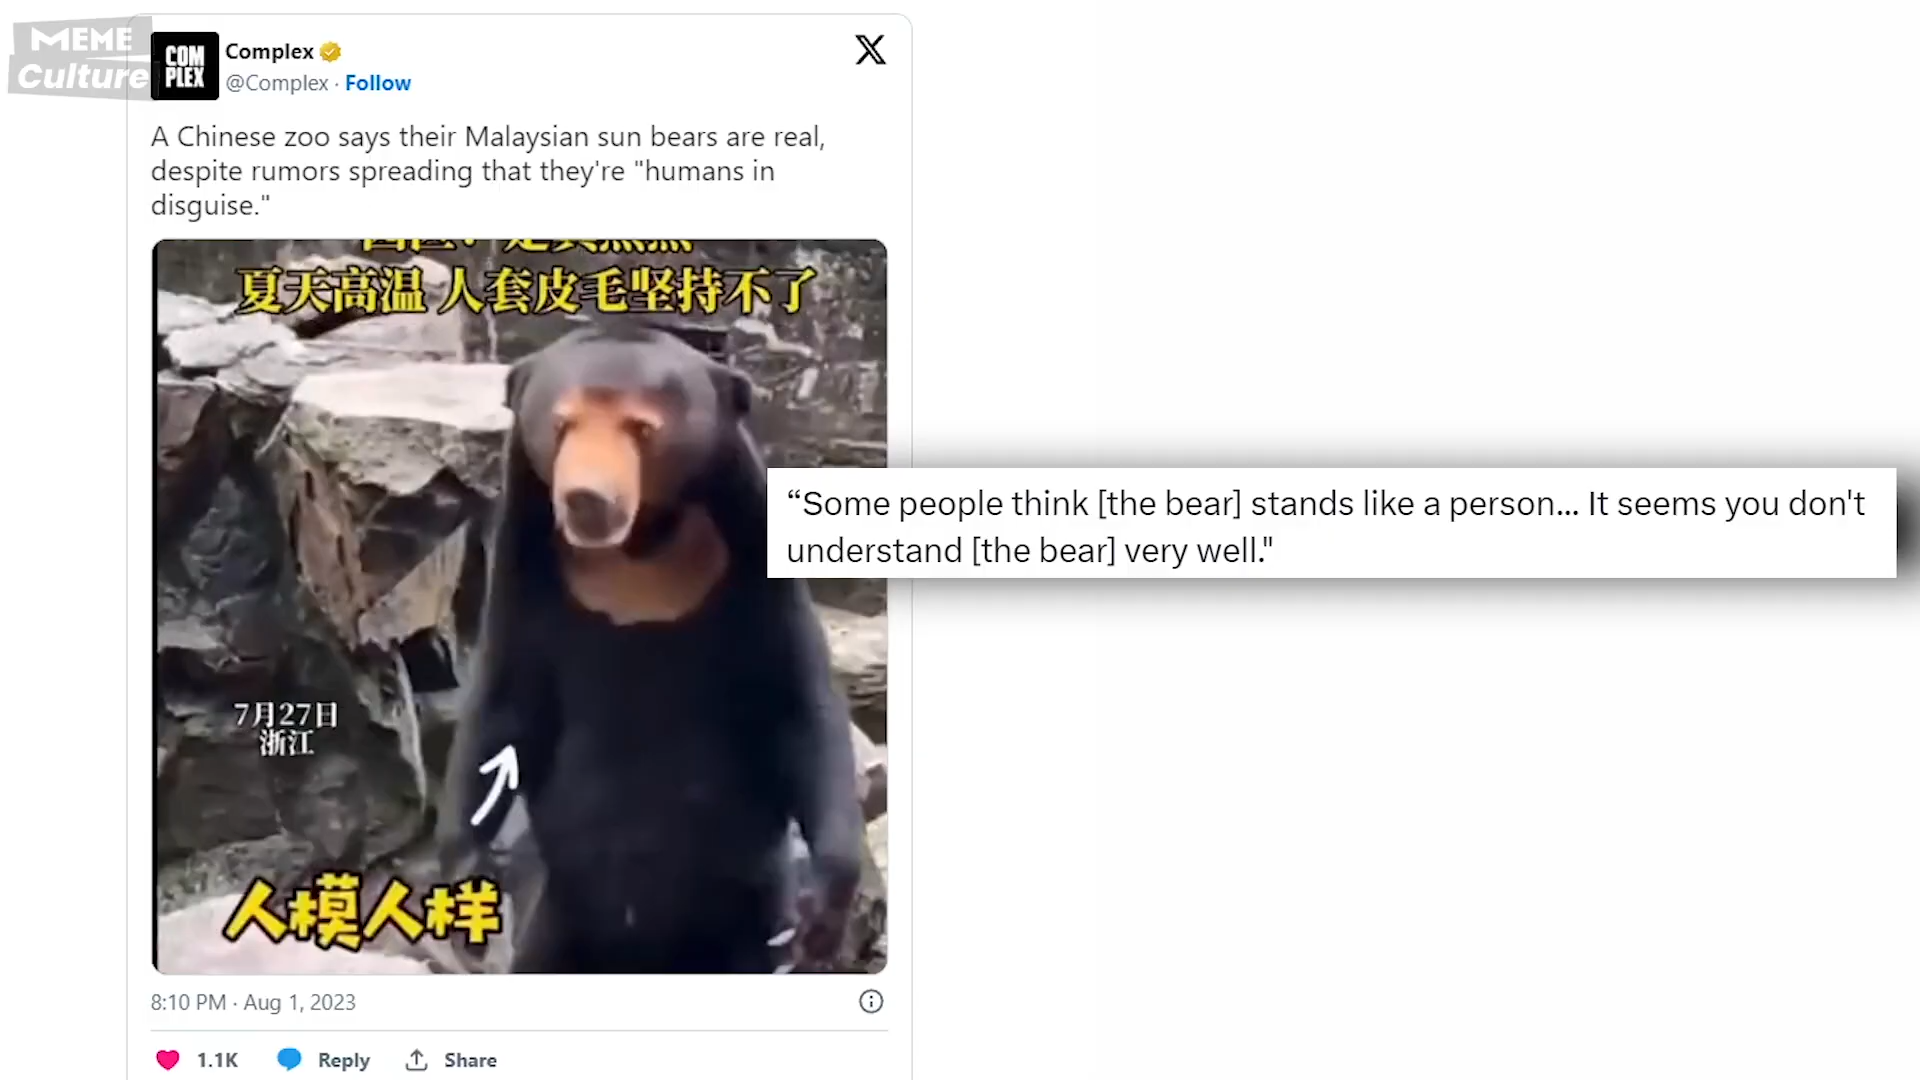 MEME
Culture
COM
PLEX
Complex
@Complex · Follow
A Chinese zoo says their Malaysian sun bears are real,
despite rumors spreading that they're "humans in
disguise."
夏天高温 人套皮毛坚持不了
“Some people think [the bear] stands like a person... It seems you don't
understand [the bear] very well."
7月27日
浙江
人模人样
8:10 PM · Aug 1, 2023
1.1K Reply Share